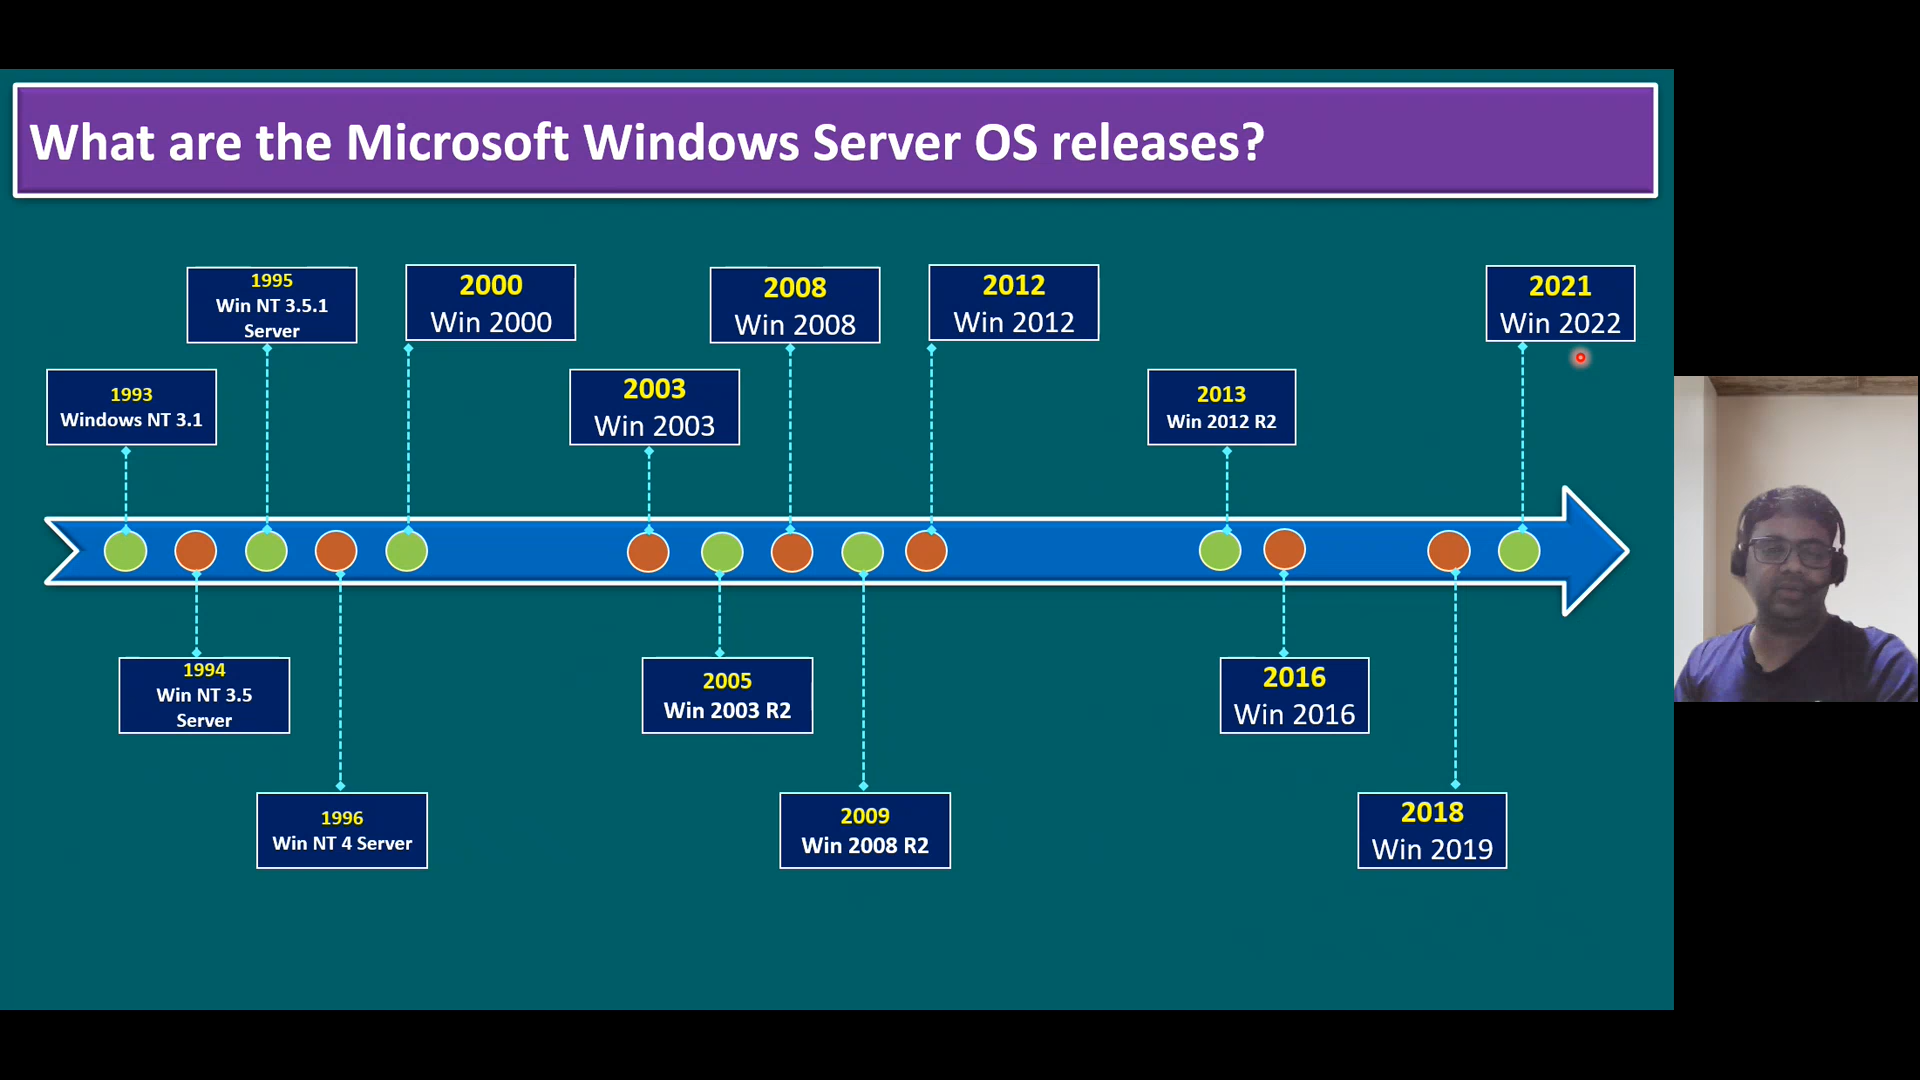 What are the Microsoft Windows Server OS releases?
1995
Win NT 3.5.1
Server
2000
Win 2000
2008
Win 2008
2012
Win 2012
2021
Win 2022
1993
Windows NT 3.1
2003
Win 2003
2013
Win 2012 R2
1994
Win NT 3.5
Server
2005
Win 2003 R2
2016
Win 2016
1996
Win NT 4 Server
2009
Win 2008 R2
2018
Win 2019